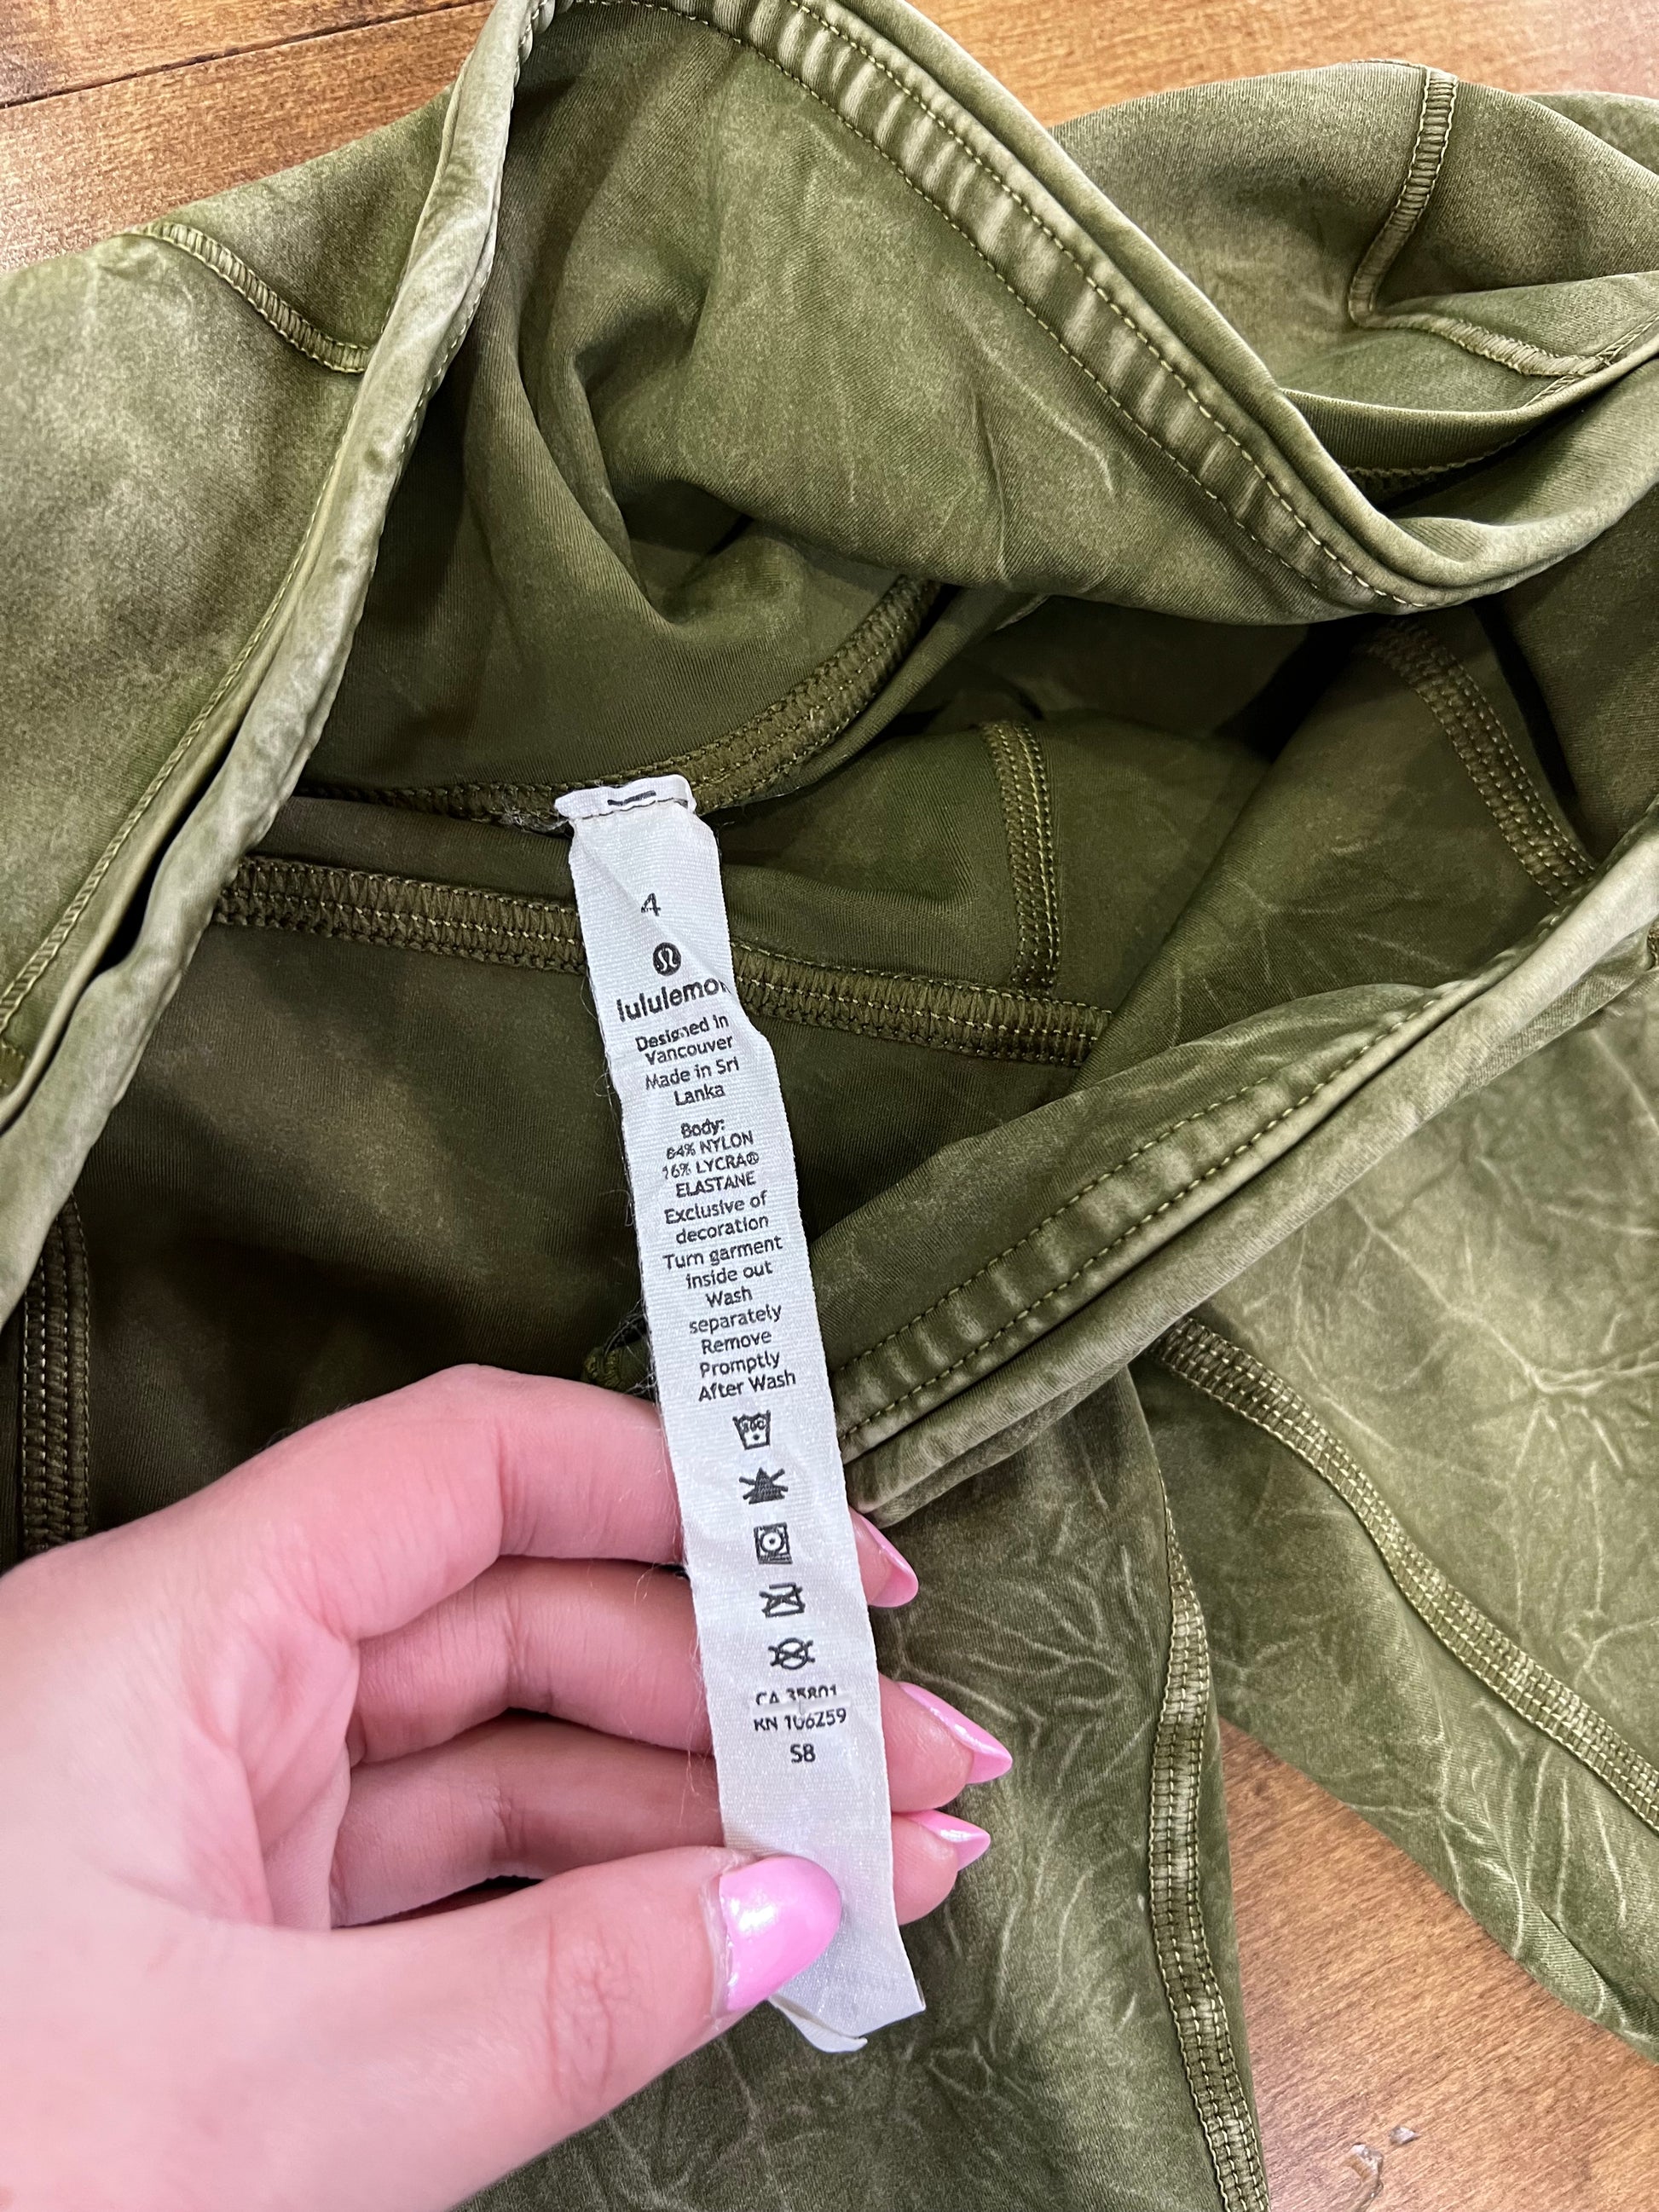 4
lululemon
Designed in
Vancouver
Made in Sri
Lanka
Body:
84% NYLON
16% LYCRA®
ELASTANE
Exclusive of
decoration
Turn garment
inside out
Wash
separately
Remove
Promptly
After Wash
CA 35801
RN 106259
S8